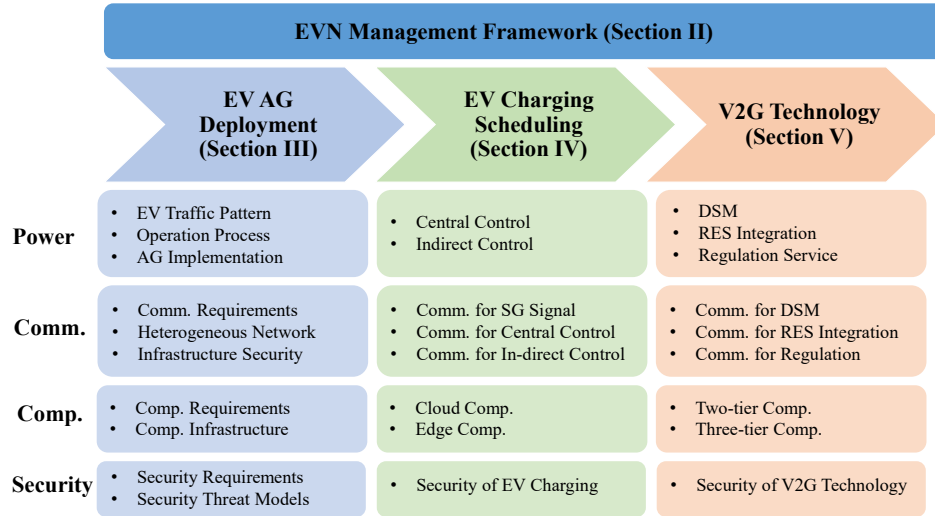 EVN Management Framework (Section II)
EV AG
Deployment
(Section III)
EV Charging
Scheduling
(Section IV)
V2G Technology
(Section V)
Power
• EV Traffic Pattern
• Operation Process
• AG Implementation
• Central Control
• Indirect Control
• DSM
• RES Integration
• Regulation Service
Comm.
• Comm. Requirements
• Heterogeneous Network
• Infrastructure Security
• Comm. for SG Signal
• Comm. for Central Control
• Comm. for In-direct Control
• Comm. for DSM
• Comm. for RES Integration
• Comm. for Regulation
Comp.
• Comp. Requirements
• Comp. Infrastructure
• Cloud Comp.
• Edge Comp.
• Two-tier Comp.
• Three-tier Comp.
Security
• Security Requirements
• Security Threat Models
• Security of EV Charging
• Security of V2G Technology